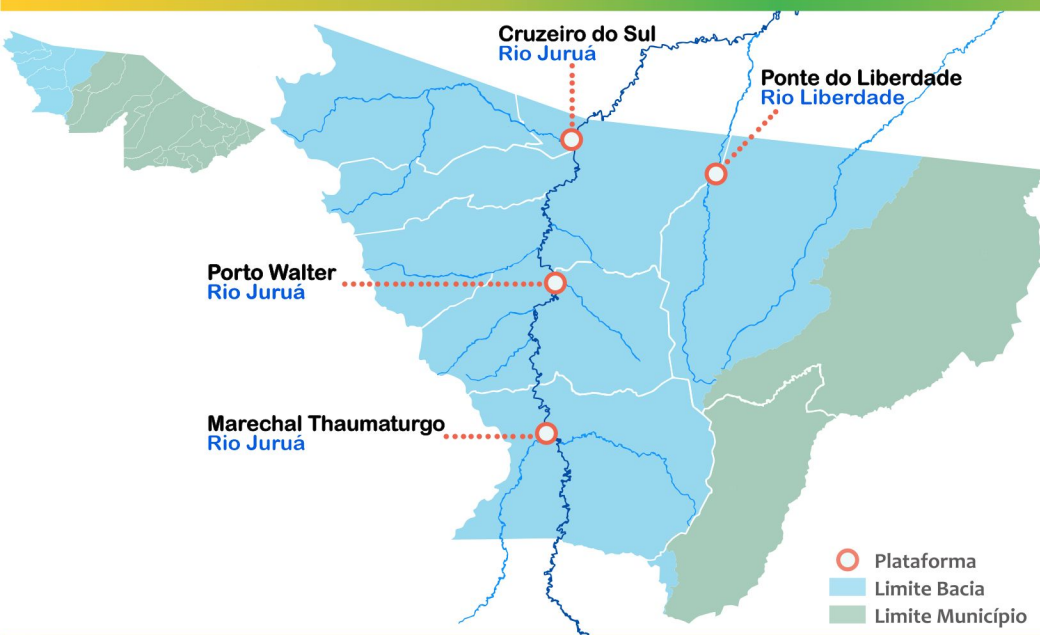 Cruzeiro do Sul
Rio Juruá
Ponte do Liberdade
Rio Liberdade
Porto Walter
Rio Juruá
Marechal Thaumaturgo
Rio Juruá
Plataforma
Limite Bacia
Limite Município